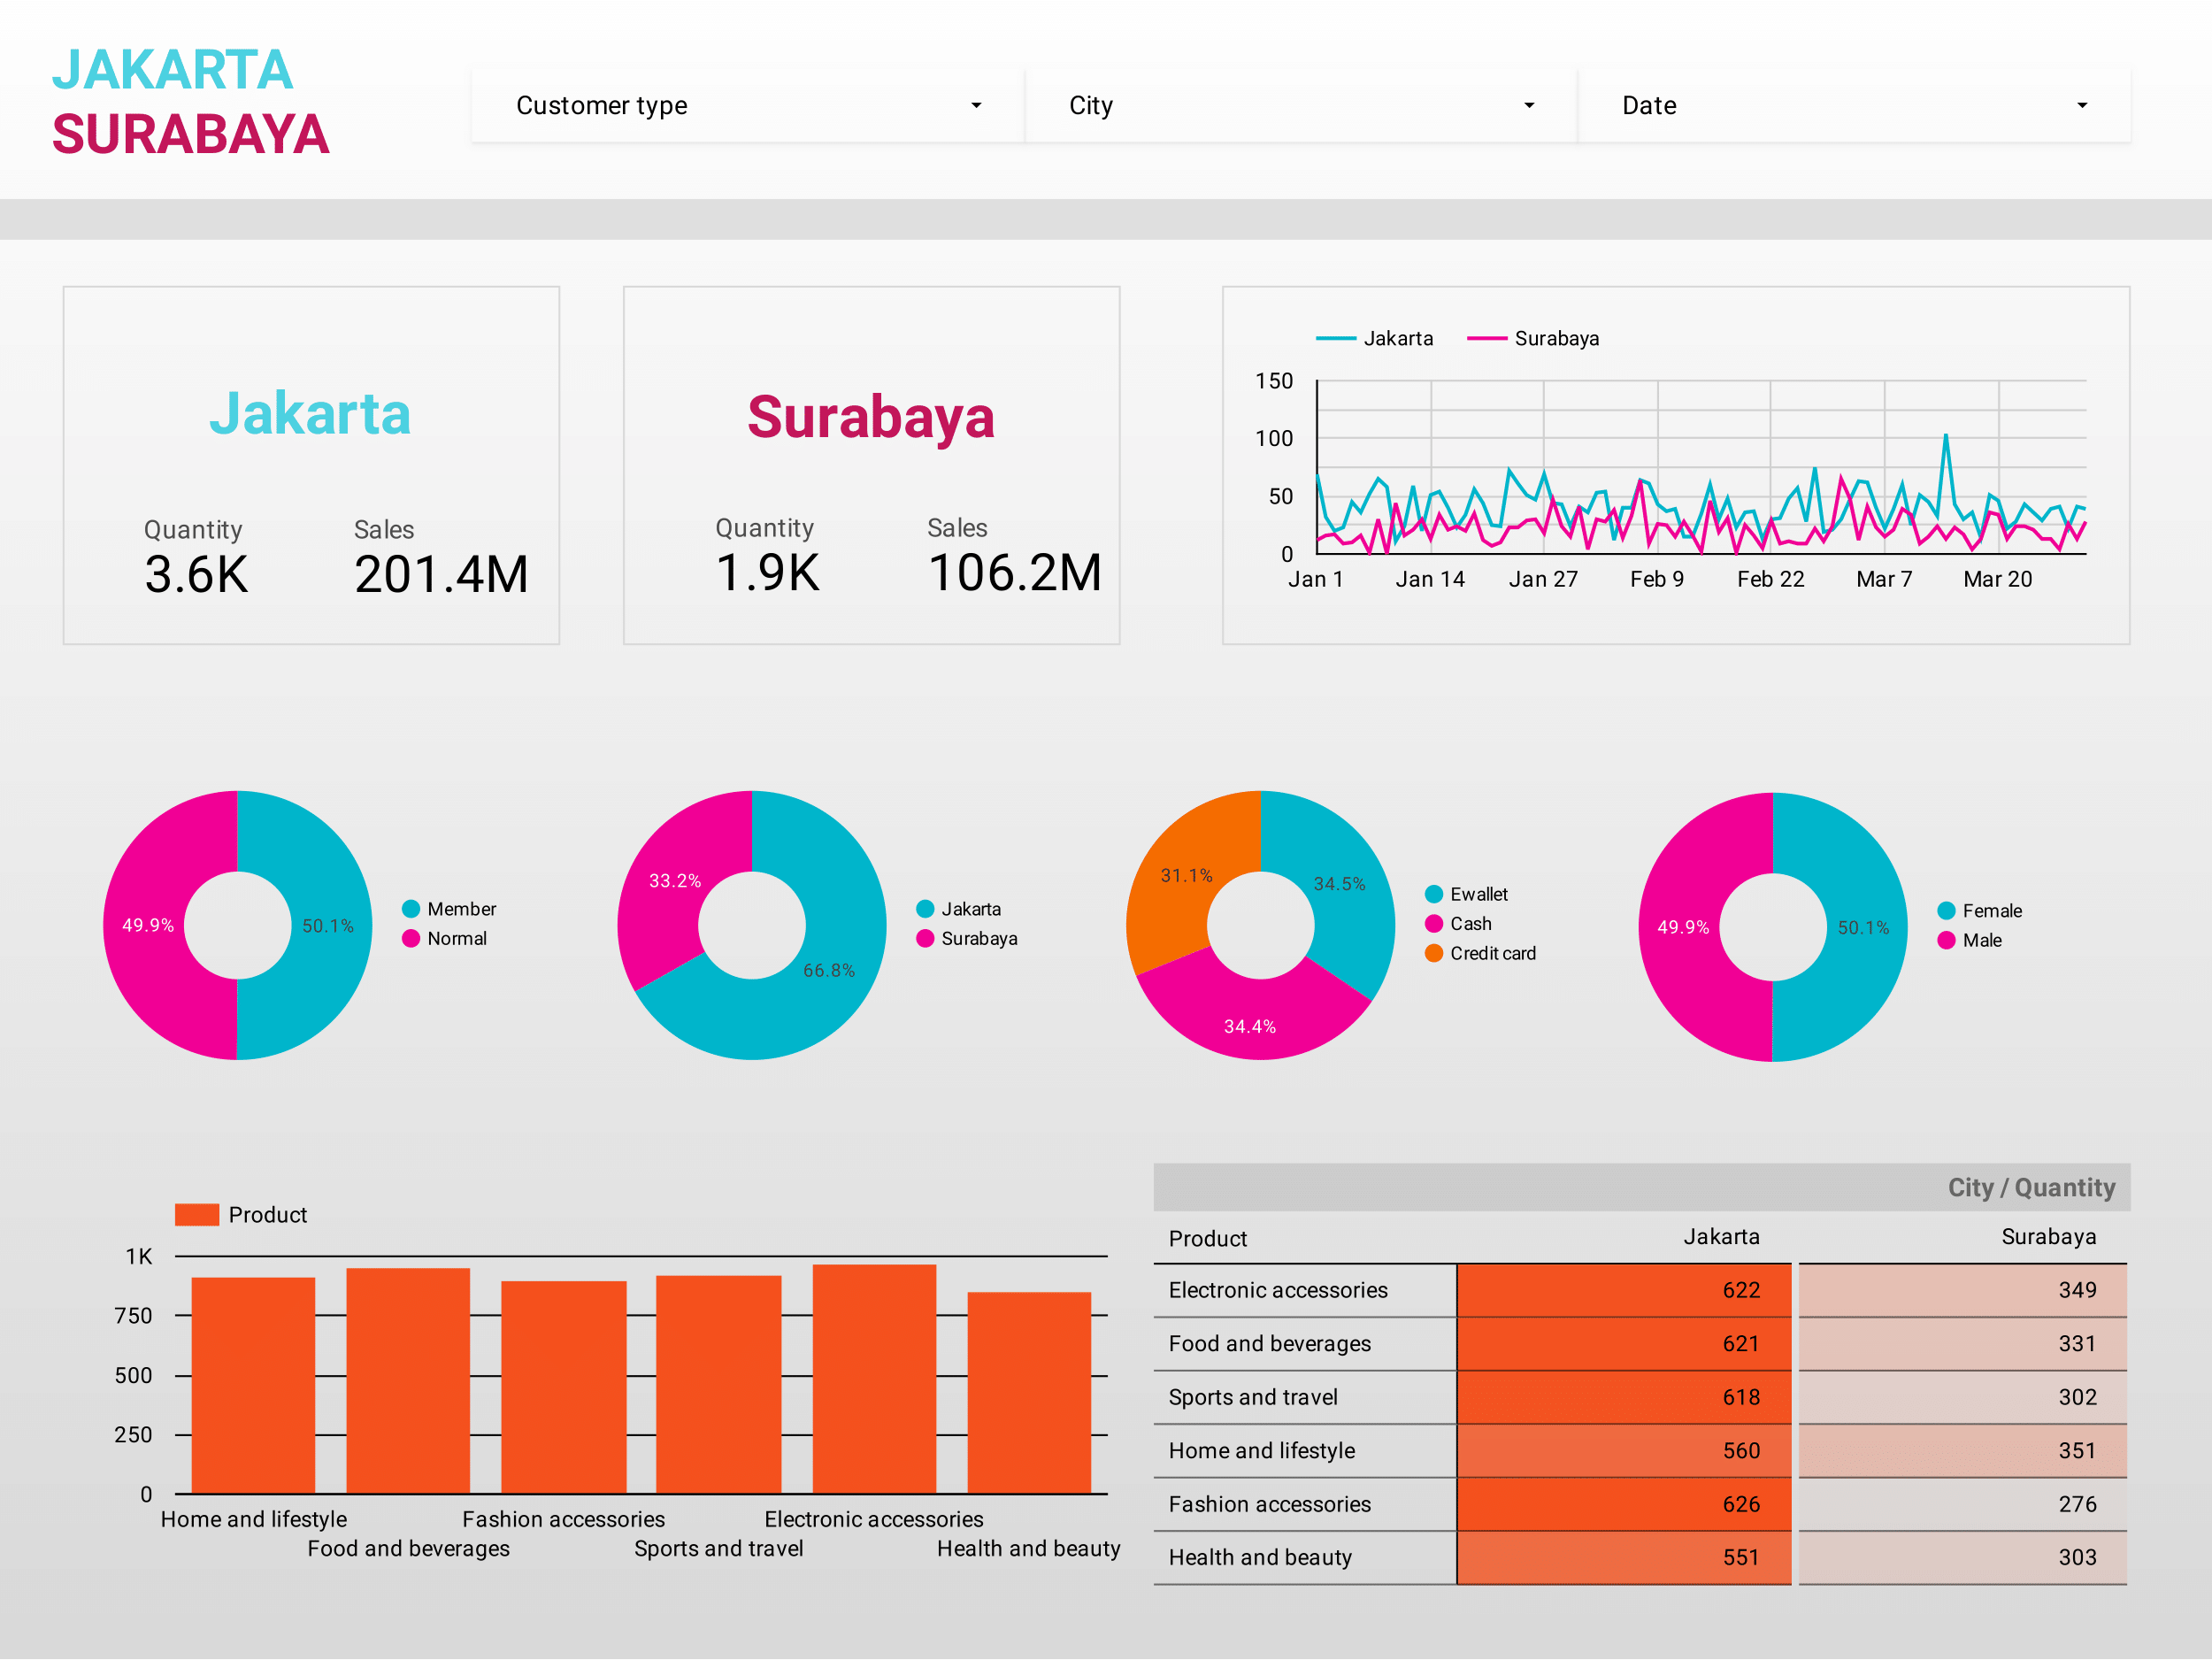 JAKARTA
SURABAYA
Customer type
City
Date
Jakarta
Quantity
Sales
3.6K
201.4M
Surabaya
Quantity
Sales
1.9K
106.2M
Jakarta
Surabaya
150
100
50
0
Jan 1
Jan 14
Jan 27
Feb 9
Feb 22
Mar 7
Mar 20
49.9%
50.1%
Member
Normal
33.2%
66.8%
Jakarta
Surabaya
31.1%
34.5%
34.4%
Ewallet
Cash
Credit card
49.9%
50.1%
Female
Male
Product
1K
750
500
250
0
Home and lifestyle
Food and beverages
Fashion accessories
Sports and travel
Electronic accessories
Health and beauty
City / Quantity
Product Jakarta Surabaya
Electronic accessories 622 349
Food and beverages 621 331
Sports and travel 618 302
Home and lifestyle 560 351
Fashion accessories 626 276
Health and beauty 551 303